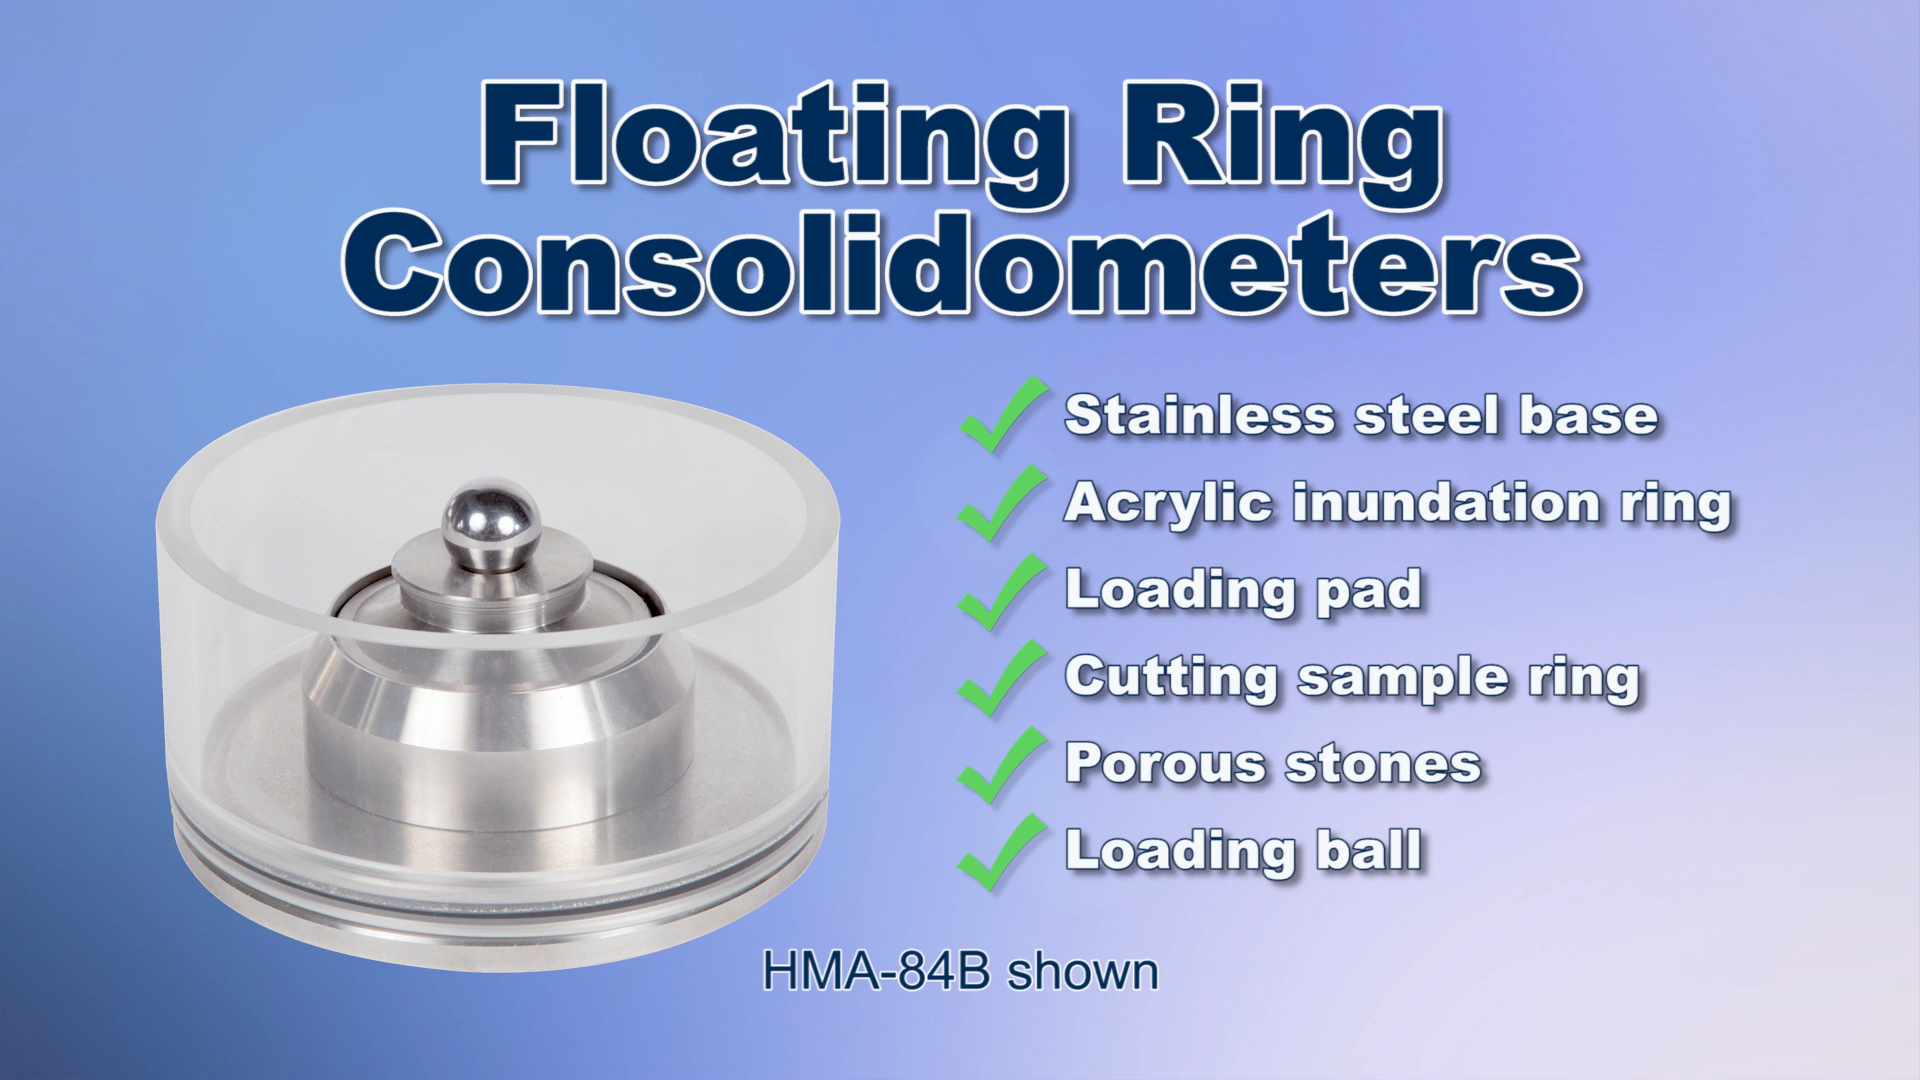 Floating Ring
Consolidometers
Stainless steel base
Acrylic inundation ring
Loading pad
Cutting sample ring
Porous stones
Loading ball
HMA-84B shown